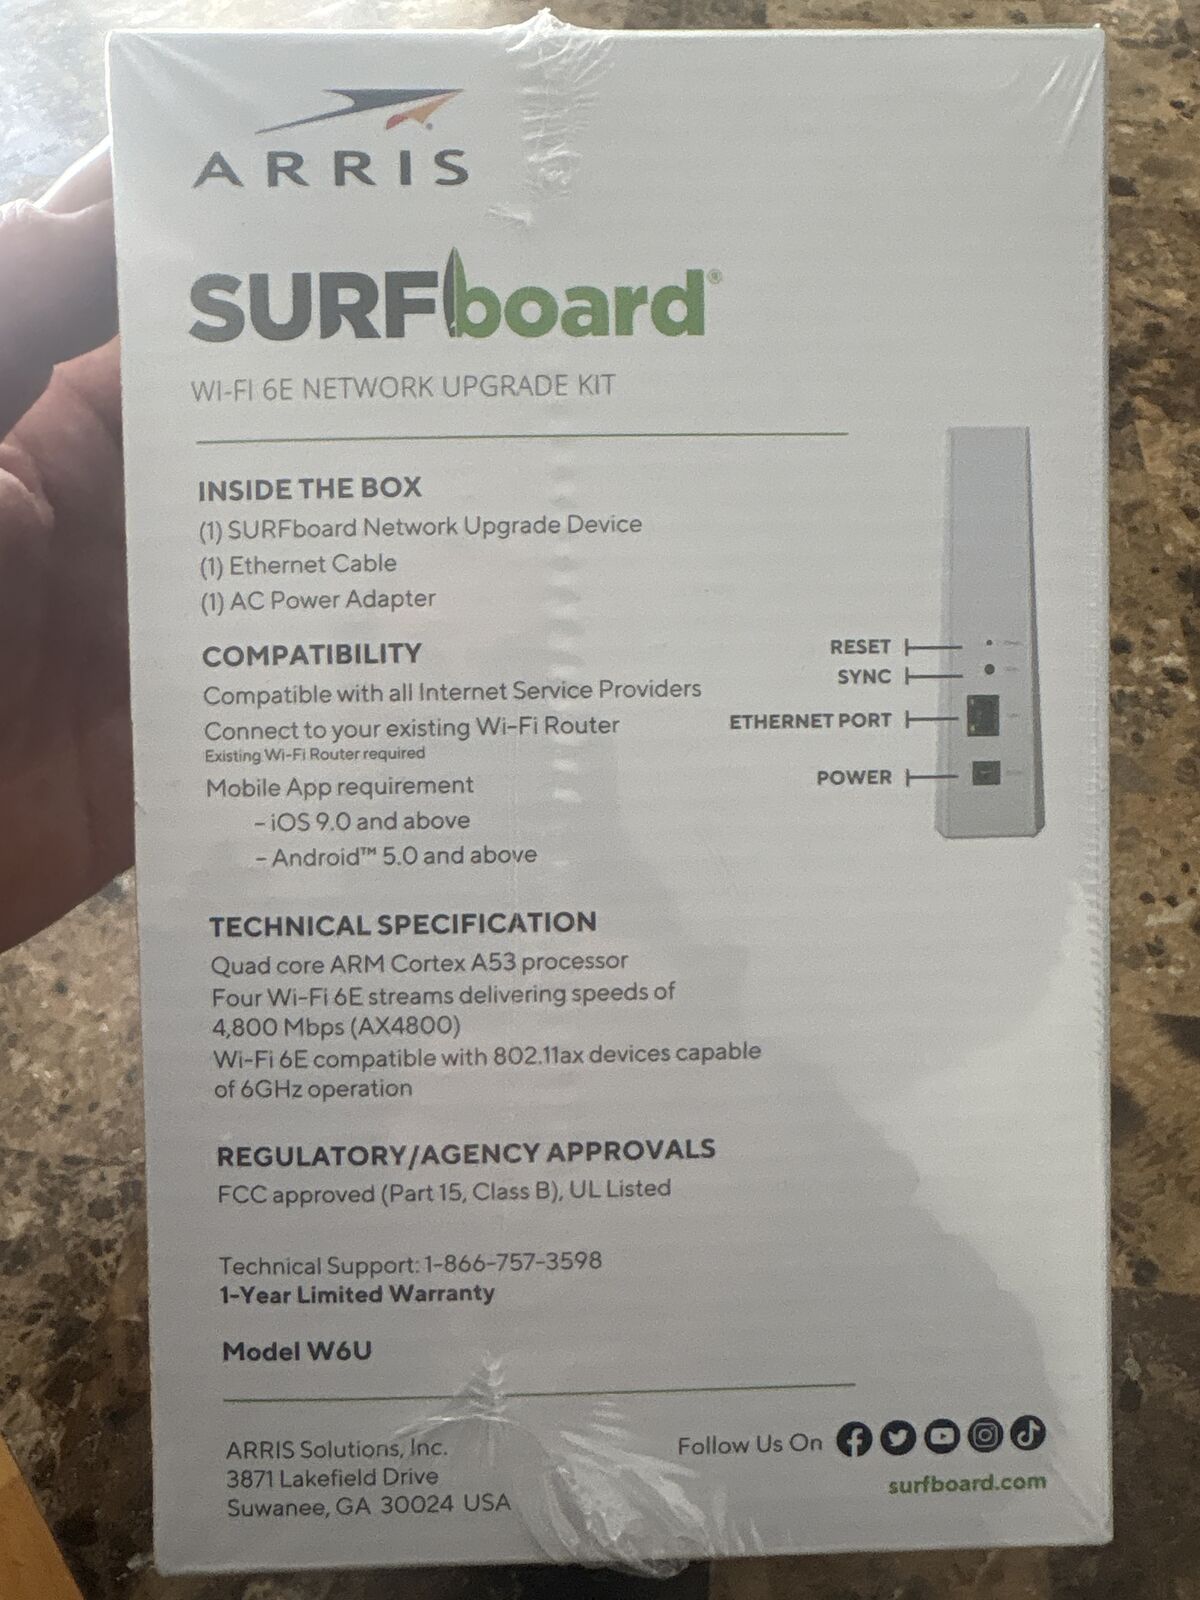 ARRIS
SURFboard®
WI-FI 6E NETWORK UPGRADE KIT
INSIDE THE BOX
(1) SURFboard Network Upgrade Device
(1) Ethernet Cable
(1) AC Power Adapter
COMPATIBILITY
Compatible with all Internet Service Providers
Connect to your existing Wi-Fi Router
Existing Wi-Fi Router required
Mobile App requirement
– iOS 9.0 and above
– Android™ 5.0 and above
RESET
SYNC
ETHERNET PORT
POWER
TECHNICAL SPECIFICATION
Quad core ARM Cortex A53 processor
Four Wi-Fi 6E streams delivering speeds of
4,800 Mbps (AX4800)
Wi-Fi 6E compatible with 802.11ax devices capable
of 6GHz operation
REGULATORY/AGENCY APPROVALS
FCC approved (Part 15, Class B), UL Listed
Technical Support: 1-866-757-3598
1-Year Limited Warranty
Model W6U
ARRIS Solutions, Inc.
3871 Lakefield Drive
Suwanee, GA 30024 USA
Follow Us On
surfboard.com